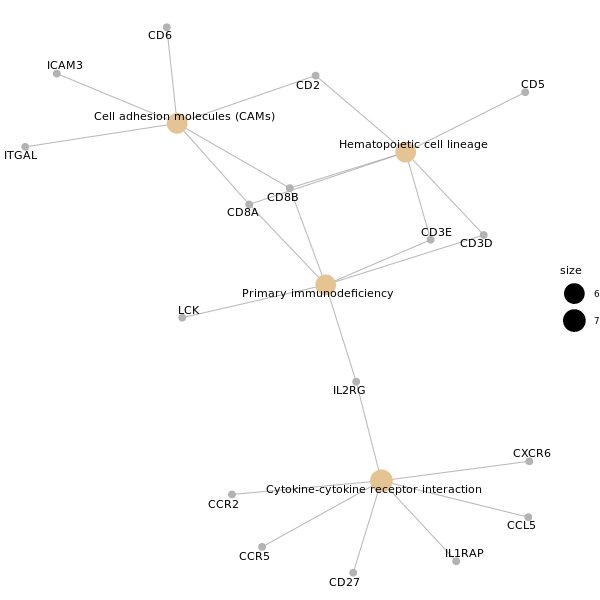 CD6
ICAM3
CD2
CD5
Cell adhesion molecules (CAMs)
Hematopoietic cell lineage
ITGAL
CD8B
CD8A
CD3E
CD3D
size
Primary immunodeficiency
6
LCK
7
IL2RG
CXCR6
Cytokine-cytokine receptor interaction
CCR2
CCL5
CCR5
IL1RAP
CD27